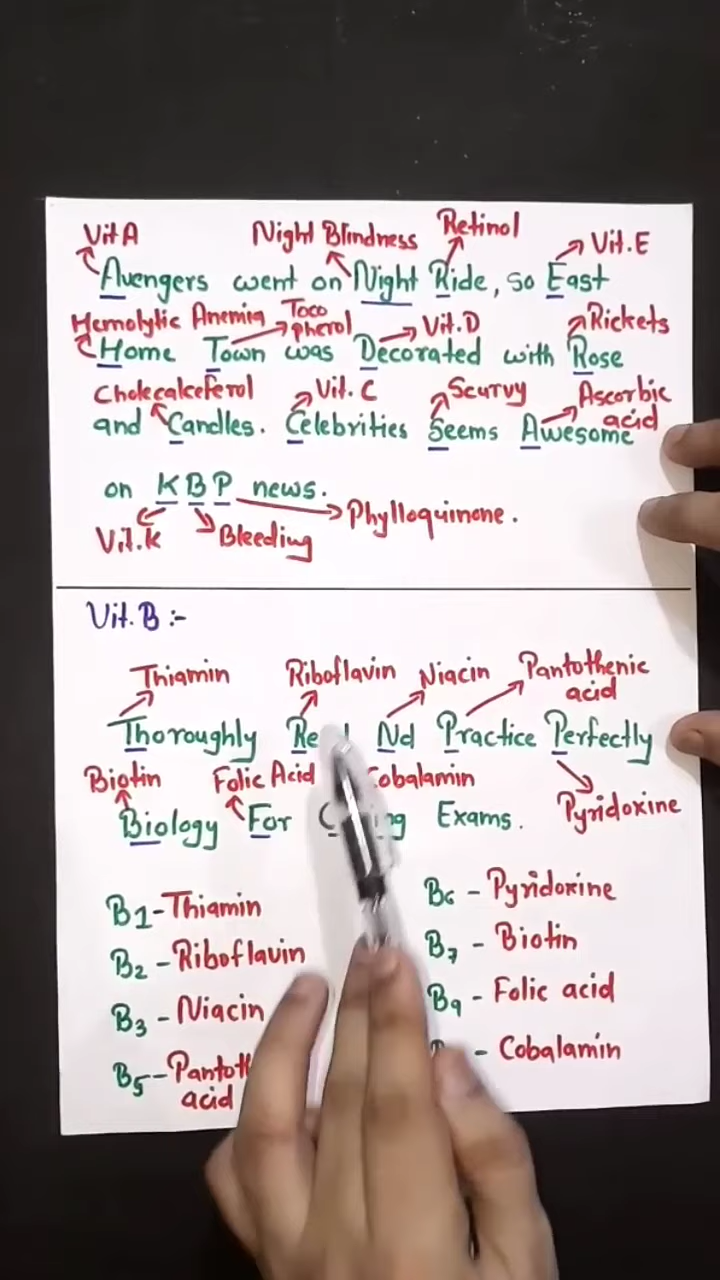 Vit A Night Blindness Retinol Vit. E
Avengers went on Night Ride, so East
Hemolytic Anemia Toco pherol Vit. D Rickets
Home Town was Decorated with Rose
Cholecalceferol Vit. C Scurvy Ascorbic acid
and Candles. Celebrities Seems Awesome
on KBP news.
Vit. k Bleeding Phylloquinone.
Vit. B :-
Thiamin Riboflavin Niacin Pantothenic acid
Thoroughly Nd Practice Perfectly
Biotin Folic Acid Pyridoxine
Biology For Exams.
B1 - Thiamin
B2 - Riboflavin
B3 - Niacin
B5 - acid
B6 - Pyridoxine
B7 - Biotin
B9 - Folic acid
- Cobalamin